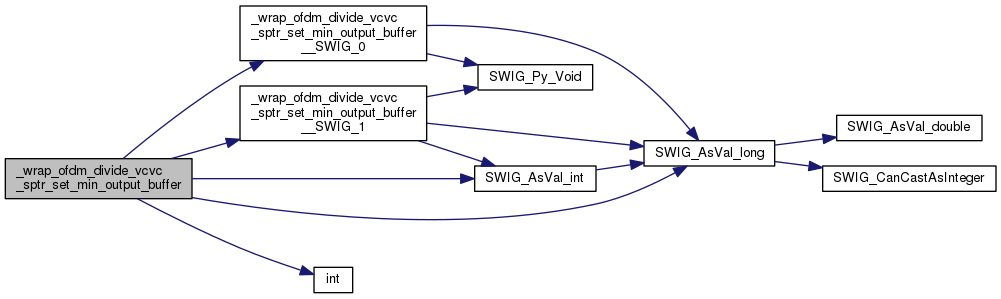 _wrap_ofdm_divide_vcvc
_sptr_set_min_output_buffer
__SWIG_0
SWIG_Py_Void
_wrap_ofdm_divide_vcvc
_sptr_set_min_output_buffer
__SWIG_1
SWIG_AsVal_double
SWIG_AsVal_long
_wrap_ofdm_divide_vcvc
_sptr_set_min_output_buffer
SWIG_AsVal_int
SWIG_CanCastAsInteger
int